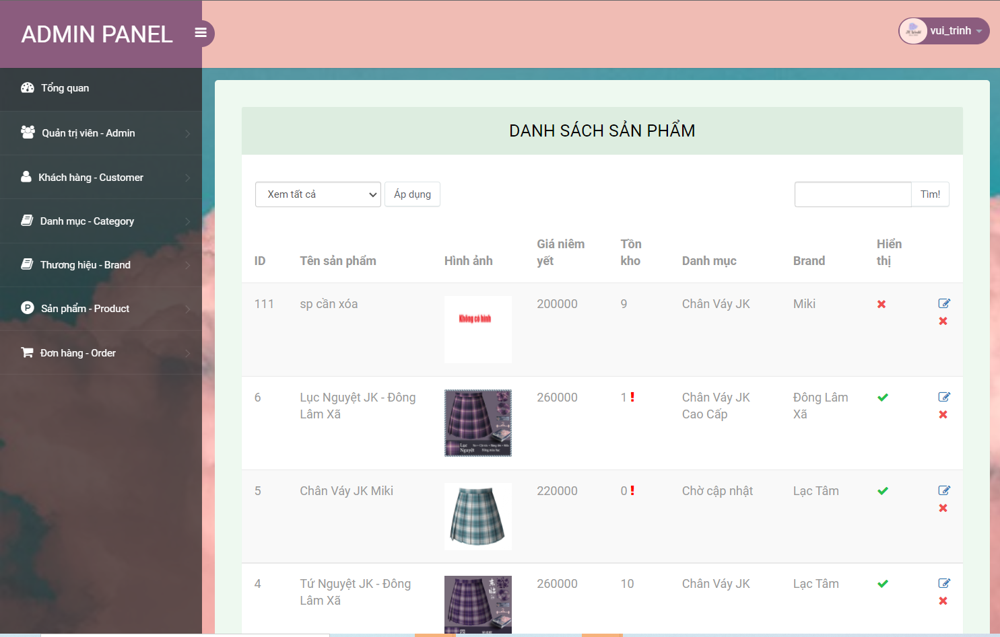 ADMIN PANEL
vui_trinh
Tổng quan
Quản trị viên - Admin
Khách hàng - Customer
Danh mục - Category
Thương hiệu - Brand
Sản phẩm - Product
Đơn hàng - Order
DANH SÁCH SẢN PHẨM
Xem tất cả
Áp dụng
Tìm!
ID Tên sản phẩm Hình ảnh Giá niêm yết Tồn kho Danh mục Brand Hiển thị
111 sp cần xóa Không có hình 200000 9 Chân Váy JK Miki
6 Lục Nguyệt JK - Đông Lâm Xã 260000 1 ! Chân Váy JK Cao Cấp Đông Lâm Xã
Lục
Nguyệt
5 Chân Váy JK Miki 220000 0 ! Chờ cập nhật Lạc Tâm
4 Tứ Nguyệt JK - Đông Lâm Xã 260000 10 Chân Váy JK Lạc Tâm